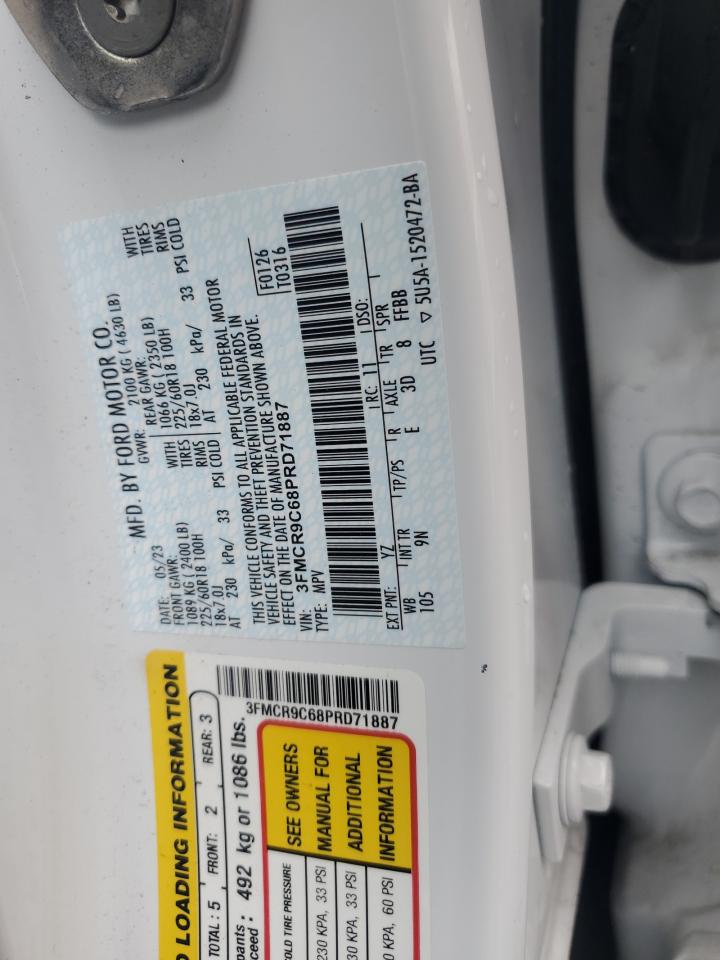 MFD. BY FORD MOTOR CO.
DATE: 05/23 GVWR: 2100 KG ( 4630 LB)
FRONT GAWR: REAR GAWR:
1089 KG ( 2400 LB) WITH 1066 KG ( 2350 LB) WITH
225/60R18 100H TIRES 225/60R18 100H TIRES
18x7.0J RIMS 18x7.0J RIMS
AT 230 kPa/ 33 PSI COLD AT 230 kPa/ 33 PSI COLD
THIS VEHICLE CONFORMS TO ALL APPLICABLE FEDERAL MOTOR
VEHICLE SAFETY AND THEFT PREVENTION STANDARDS IN
EFFECT ON THE DATE OF MANUFACTURE SHOWN ABOVE.
VIN: 3FMCR9C68PRD71887 F0126
TYPE: MPV T0316
EXT PNT: YZ RC: 11 DSO:
WB INT TR TP/PS R AXLE TR SPR
105 9N E 3D 8 FFBB
UTC ▽ 5U5A-1520472-BA
LOADING INFORMATION
TOTAL : 5 FRONT: 2 REAR: 3
492 kg or 1086 lbs.
3FMCR9C68PRD71887
COLD TIRE PRESSURE
230 KPA, 33 PSI
33 PSI
60 PSI
SEE OWNERS
MANUAL FOR
ADDITIONAL
INFORMATION